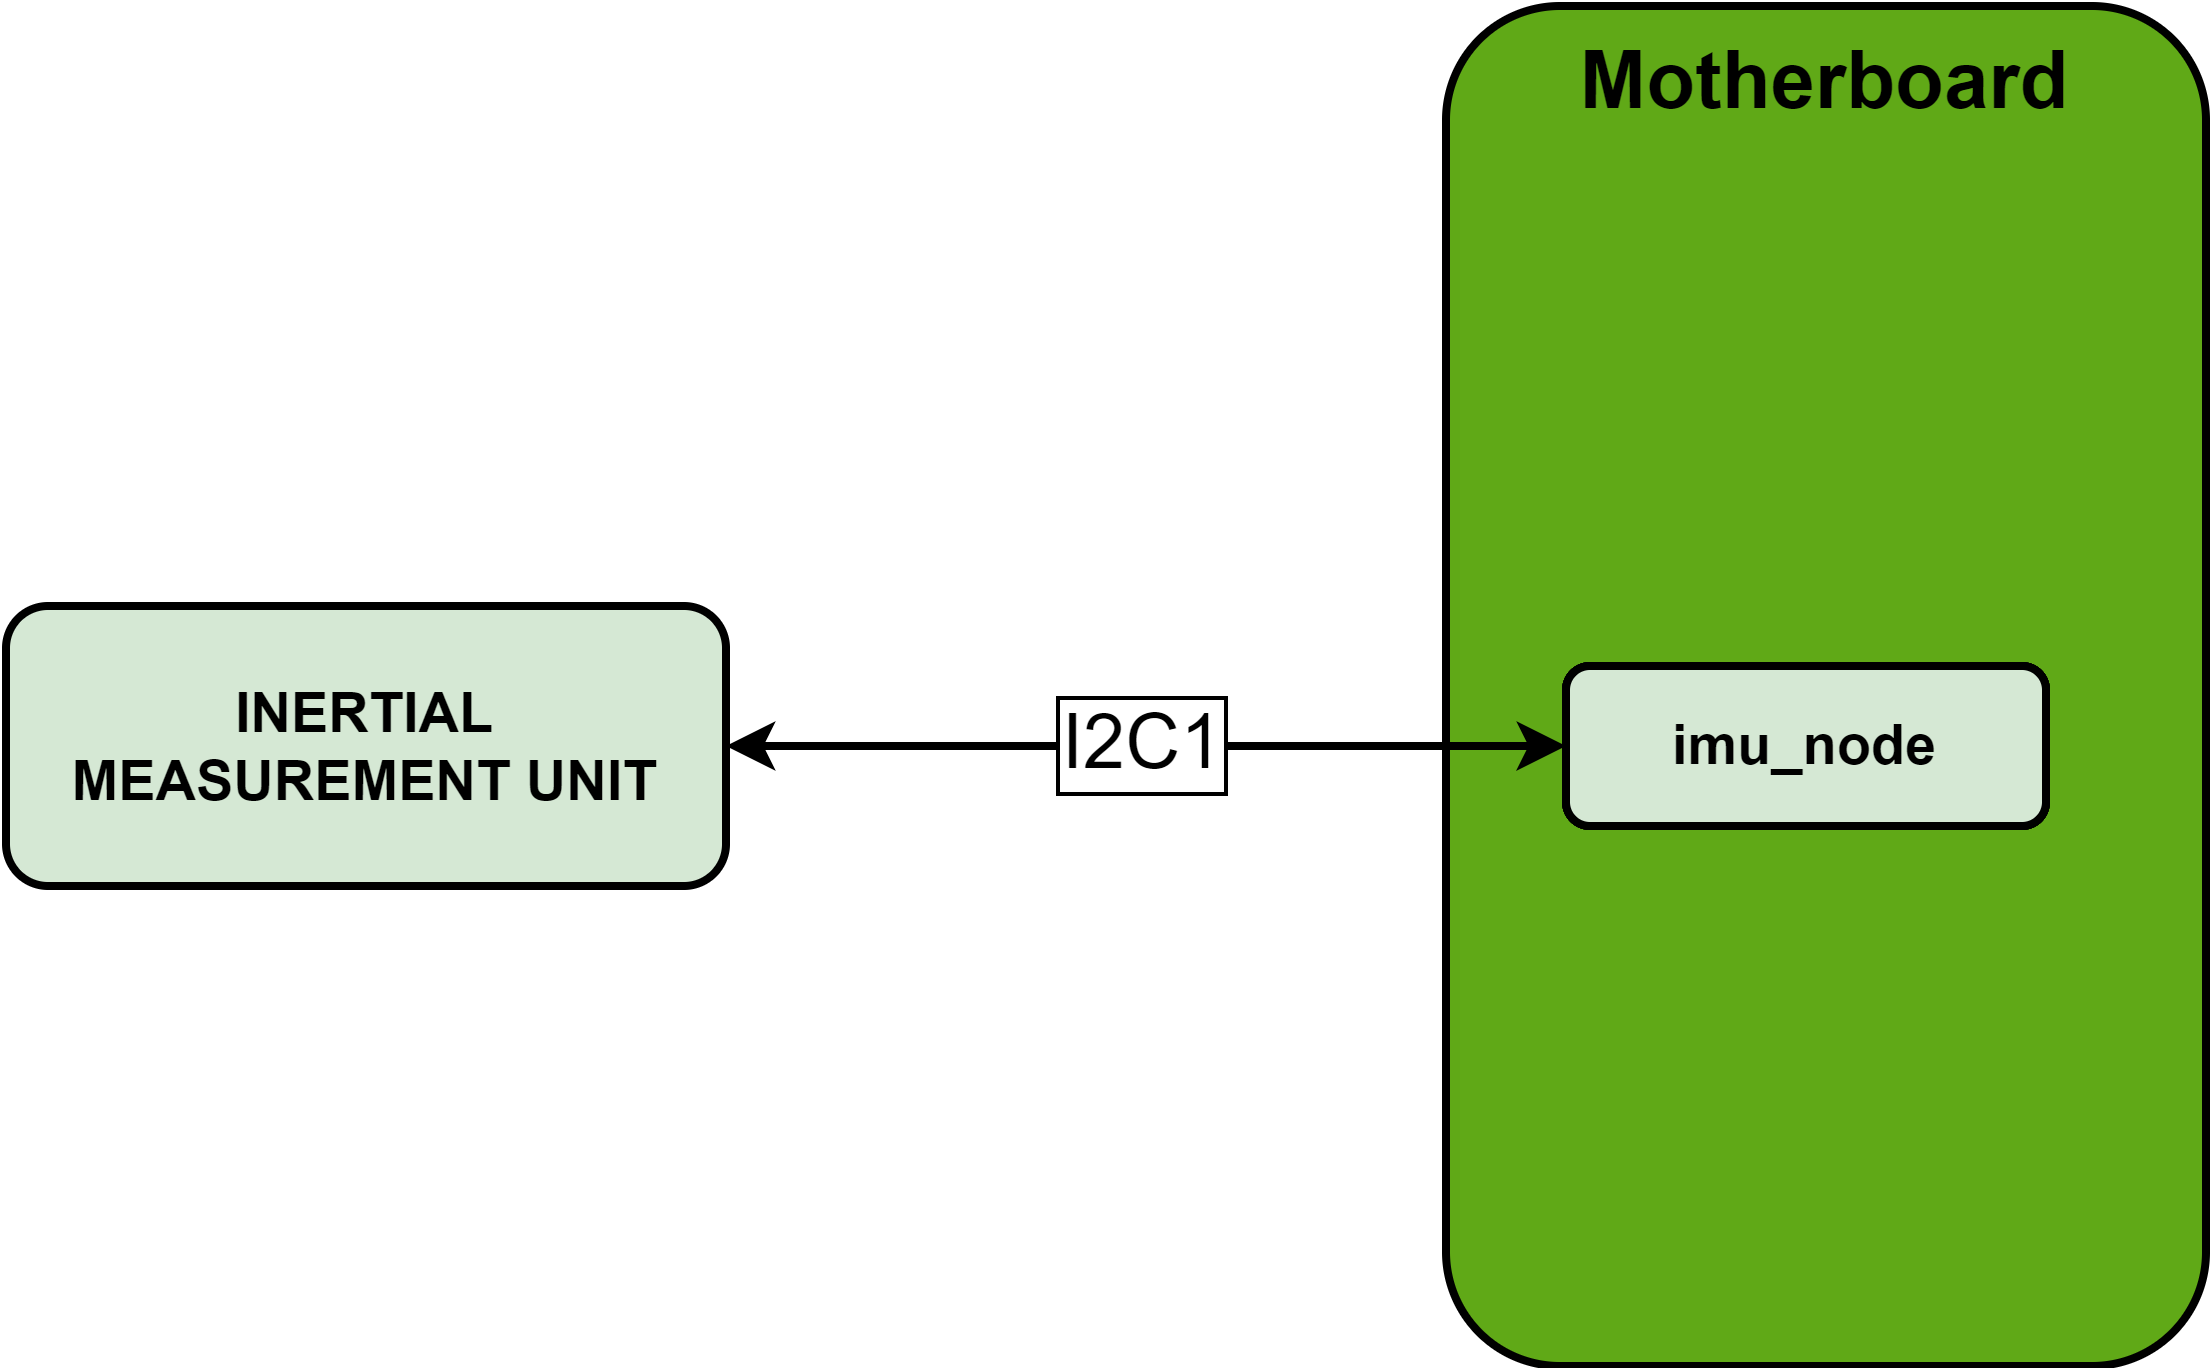 Motherboard
INERTIAL
MEASUREMENT UNIT
I2C1
imu_node